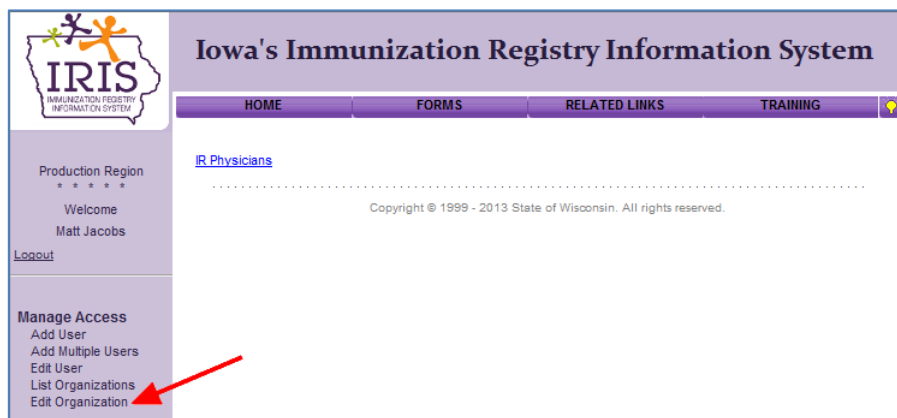 IRIS
IMMUNIZATION REGISTRY
INFORMATION SYSTEM
Iowa's Immunization Registry Information System
HOME FORMS RELATED LINKS TRAINING
Production Region
* * * * *
Welcome
Matt Jacobs
Logout
IR Physicians
Copyright © 1999 - 2013 State of Wisconsin. All rights reserved.
Manage Access
Add User
Add Multiple Users
Edit User
List Organizations
Edit Organization